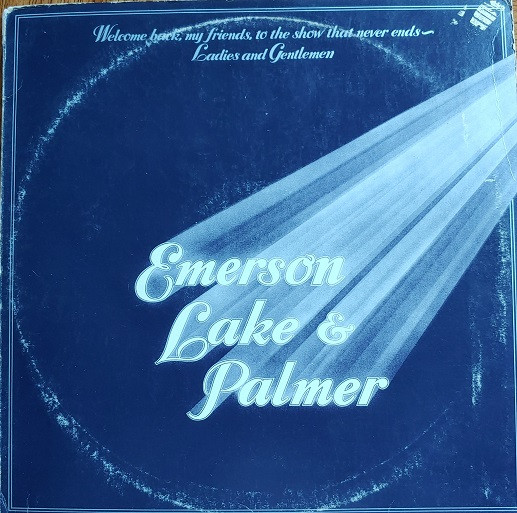 Welcome back, my friends, to the show that never ends~
Ladies and Gentlemen
Emerson
Lake &
Palmer